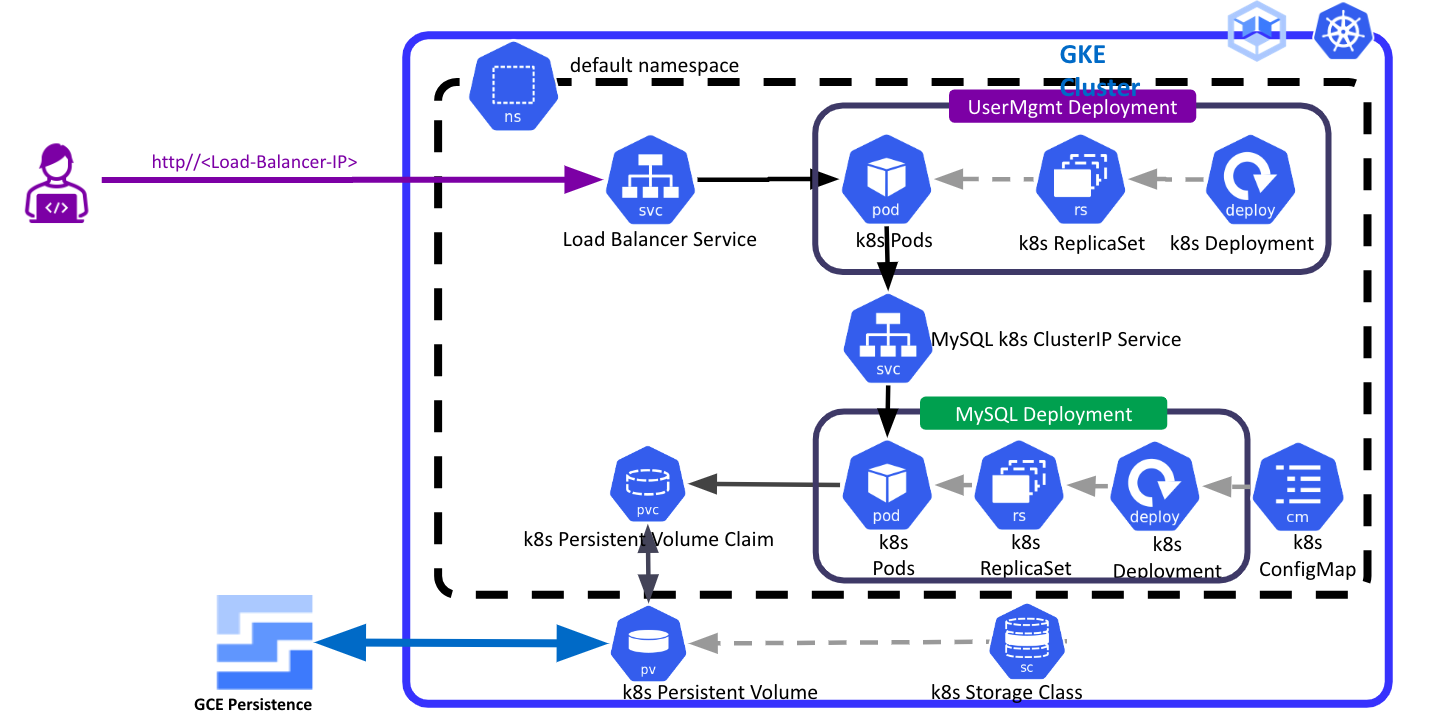 GKE
Cluster
default namespace
ns
UserMgmt Deployment
http//<Load-Balancer-IP>
</>
svc
pod
rs
deploy
Load Balancer Service
k8s Pods
k8s ReplicaSet
k8s Deployment
svc
MySQL k8s ClusterIP Service
MySQL Deployment
pvc
pod
rs
deploy
cm
k8s Persistent Volume Claim
k8s
Pods
k8s
ReplicaSet
k8s
Deployment
k8s
ConfigMap
pv
sc
GCE Persistence
k8s Persistent Volume
k8s Storage Class